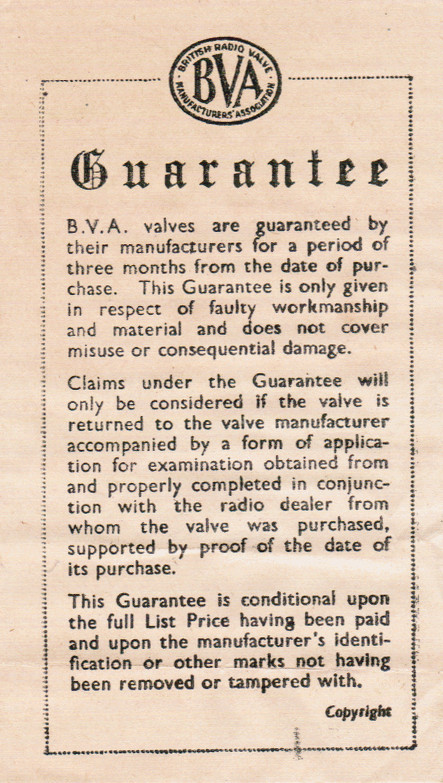 BRITISH RADIO VALVE
BVA
MANUFACTURERS' ASSOCIATION
Guarantee
B.V.A. valves are guaranteed by
their manufacturers for a period of
three months from the date of pur-
chase. This Guarantee is only given
in respect of faulty workmanship
and material and does not cover
misuse or consequential damage.
Claims under the Guarantee will
only be considered if the valve is
returned to the valve manufacturer
accompanied by a form of applica-
tion for examination obtained from
and properly completed in conjunc-
tion with the radio dealer from
whom the valve was purchased,
supported by proof of the date of
its purchase.
This Guarantee is conditional upon
the full List Price having been paid
and upon the manufacturer's identi-
fication or other marks not having
been removed or tampered with.
Copyright